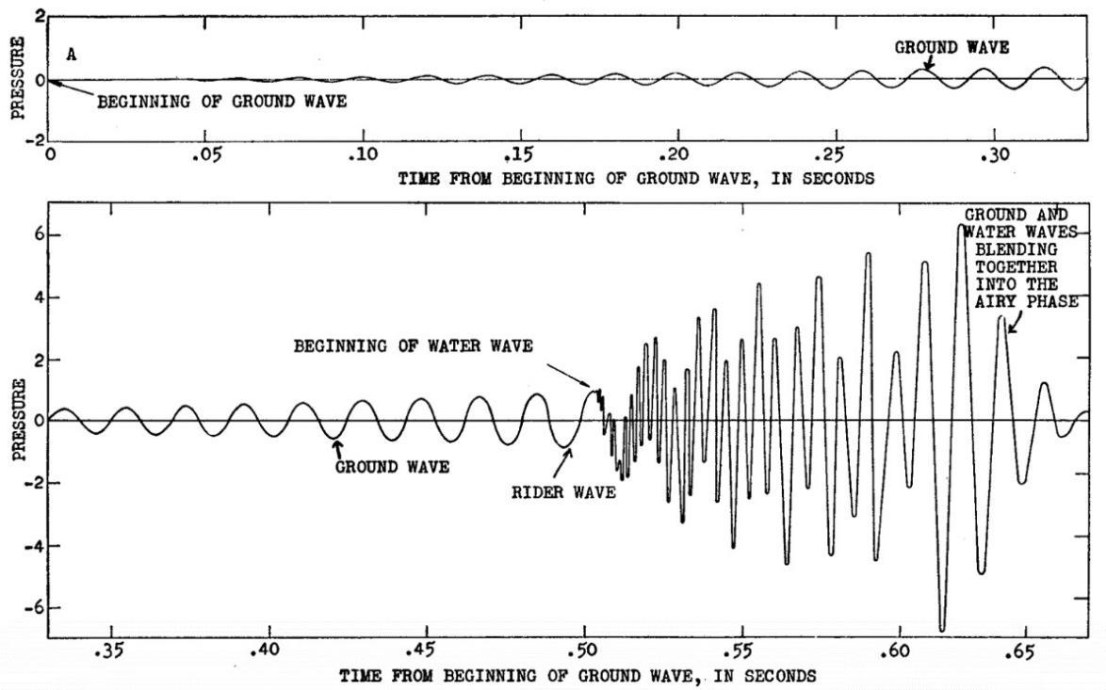 2
A
GROUND WAVE
PRESSURE
0
BEGINNING OF GROUND WAVE
-2
0 .05 .10 .15 .20 .25 .30
TIME FROM BEGINNING OF GROUND WAVE, IN SECONDS
6
GROUND AND
WATER WAVES
BLENDING
TOGETHER
INTO THE
AIRY PHASE
4
BEGINNING OF WATER WAVE
2
PRESSURE
0
GROUND WAVE
RIDER WAVE
-2
-4
-6
.35 .40 .45 .50 .55 .60 .65
TIME FROM BEGINNING OF GROUND WAVE, IN SECONDS